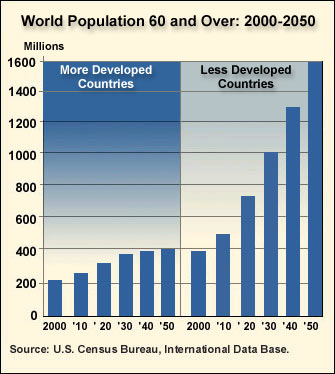 World Population 60 and Over: 2000-2050
Millions
More Developed Countries
Less Developed Countries
1600
1400
1200
1000
800
600
400
200
0
2000 '10 '20 '30 '40 '50 2000 '10 '20 '30 '40 '50
Source: U.S. Census Bureau, International Data Base.